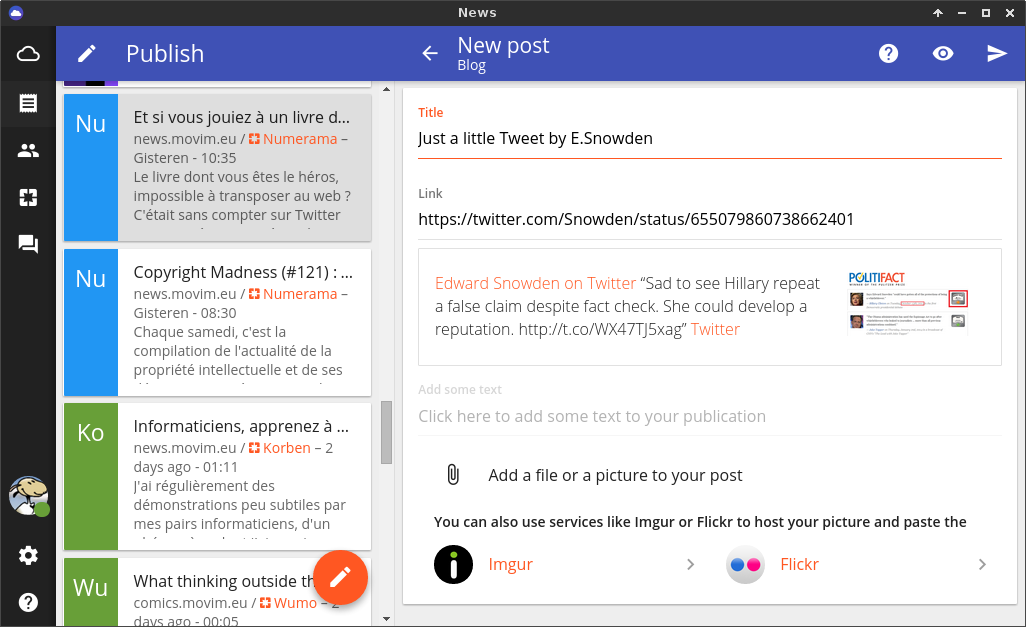 News
Publish
New post
Blog
Nu
Et si vous jouiez à un livre d...
news.movim.eu / Numerama –
Gisteren - 10:35
Le livre dont vous êtes le héros,
impossible à transposer au web ?
C'était sans compter sur Twitter
Nu
Copyright Madness (#121) : ...
news.movim.eu / Numerama –
Gisteren - 08:30
Chaque samedi, c'est la
compilation de l'actualité de la
propriété intellectuelle et de ses
Ko
Informaticiens, apprenez à ...
news.movim.eu / Korben – 2
days ago - 01:11
J'ai régulièrement des
démonstrations peu subtiles par
mes pairs informaticiens, d'un
Wu
What thinking outside th
comics.movim.eu / Wumo – 2
days ago - 00:05
Title
Just a little Tweet by E.Snowden
Link
https://twitter.com/Snowden/status/655079860738662401
Edward Snowden on Twitter “Sad to see Hillary repeat
a false claim despite fact check. She could develop a
reputation. http://t.co/WX47TJ5xag” Twitter
POLITIFACT
Add some text
Click here to add some text to your publication
Add a file or a picture to your post
You can also use services like Imgur or Flickr to host your picture and paste the
Imgur
Flickr